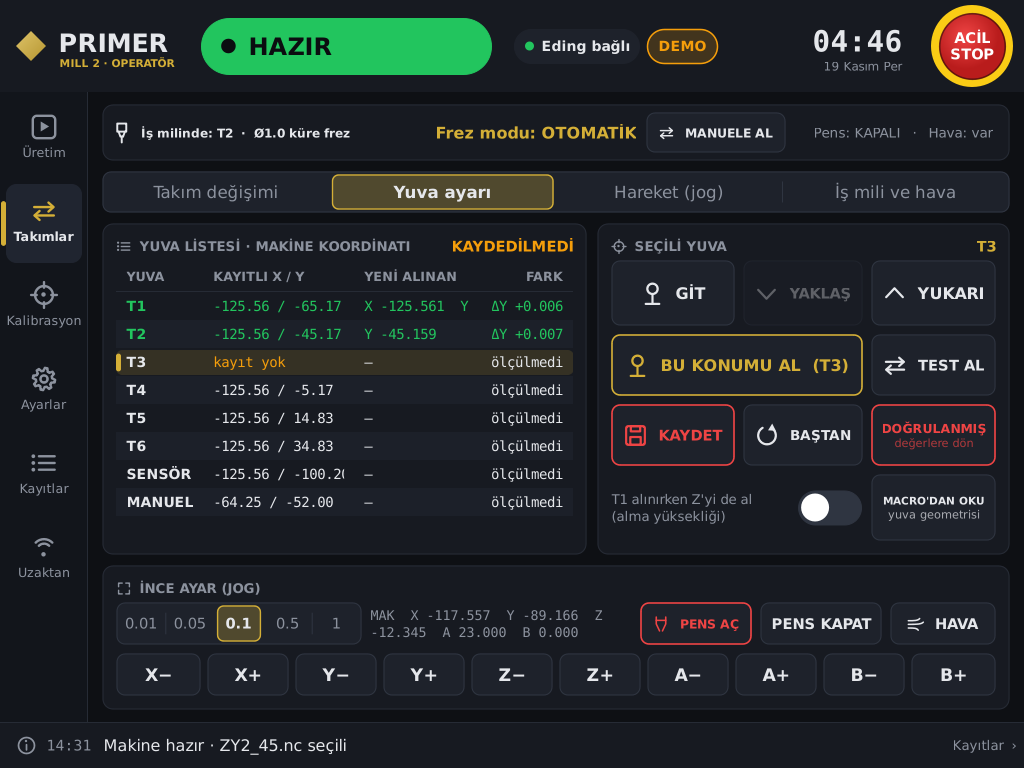 PRIMER
MILL 2 · OPERATÖR
HAZIR
Eding bağlı
DEMO
04:46
19 Kasım Per
ACİL
STOP
Üretim
Takımlar
Kalibrasyon
Ayarlar
Kayıtlar
Uzaktan
İş milinde: T2 · Ø1.0 küre frez
Frez modu: OTOMATİK
MANUELE AL
Pens: KAPALI · Hava: var
Takım değişimi
Yuva ayarı
Hareket (jog)
İş mili ve hava
YUVA LİSTESİ · MAKİNE KOORDİNATI
KAYDEDİLMEDİ
YUVA KAYITLI X / Y YENİ ALINAN FARK
T1 -125.56 / -65.17 X -125.561 Y ΔY +0.006
T2 -125.56 / -45.17 Y -45.159 ΔY +0.007
T3 kayıt yok — ölçülmedi
T4 -125.56 / -5.17 — ölçülmedi
T5 -125.56 / 14.83 — ölçülmedi
T6 -125.56 / 34.83 — ölçülmedi
SENSÖR -125.56 / -100.20 — ölçülmedi
MANUEL -64.25 / -52.00 — ölçülmedi
SEÇİLİ YUVA
T3
GİT
YAKLAŞ
YUKARI
BU KONUMU AL (T3)
TEST AL
KAYDET
BAŞTAN
DOĞRULANMIŞ
değerlere dön
T1 alınırken Z'yi de al
(alma yüksekliği)
MACRO'DAN OKU
yuva geometrisi
İNCE AYAR (JOG)
0.01 0.05 0.1 0.5 1
MAK X -117.557 Y -89.166 Z
-12.345 A 23.000 B 0.000
PENS AÇ
PENS KAPAT
HAVA
X− X+ Y− Y+ Z− Z+ A− A+ B− B+
14:31 Makine hazır · ZY2_45.nc seçili
Kayıtlar ›